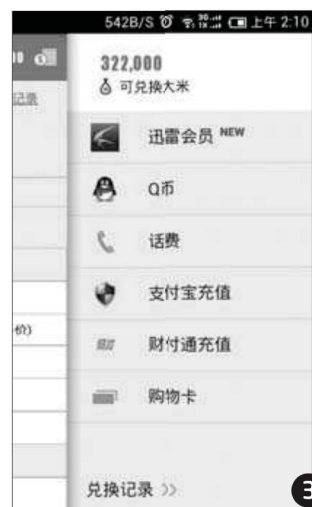 542B/S 上午 2:10
322,000
可兑换大米
记录
迅雷会员 NEW
Q币
话费
支付宝充值
价)
财付通充值
购物卡
兑换记录 >>
3